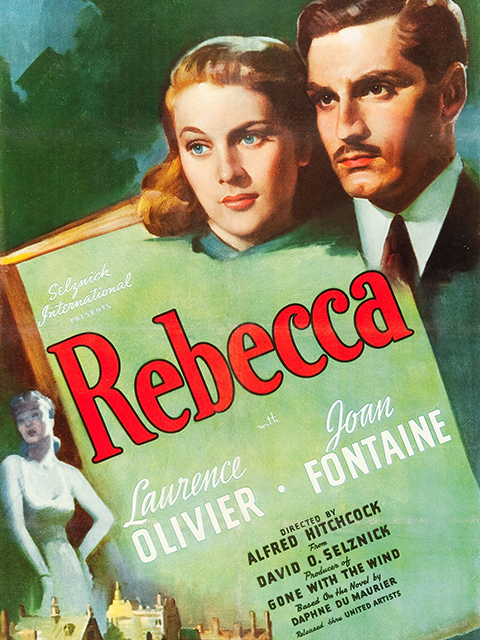 Selznick
International
PRESENTS
Rebecca
with
Laurence
OLIVIER • Joan
FONTAINE
DIRECTED BY
ALFRED HITCHCOCK
From
DAVID O. SELZNICK
Producer of
GONE WITH THE WIND
Based On the Novel by
DAPHNE DU MAURIER
Released thru UNITED ARTISTS